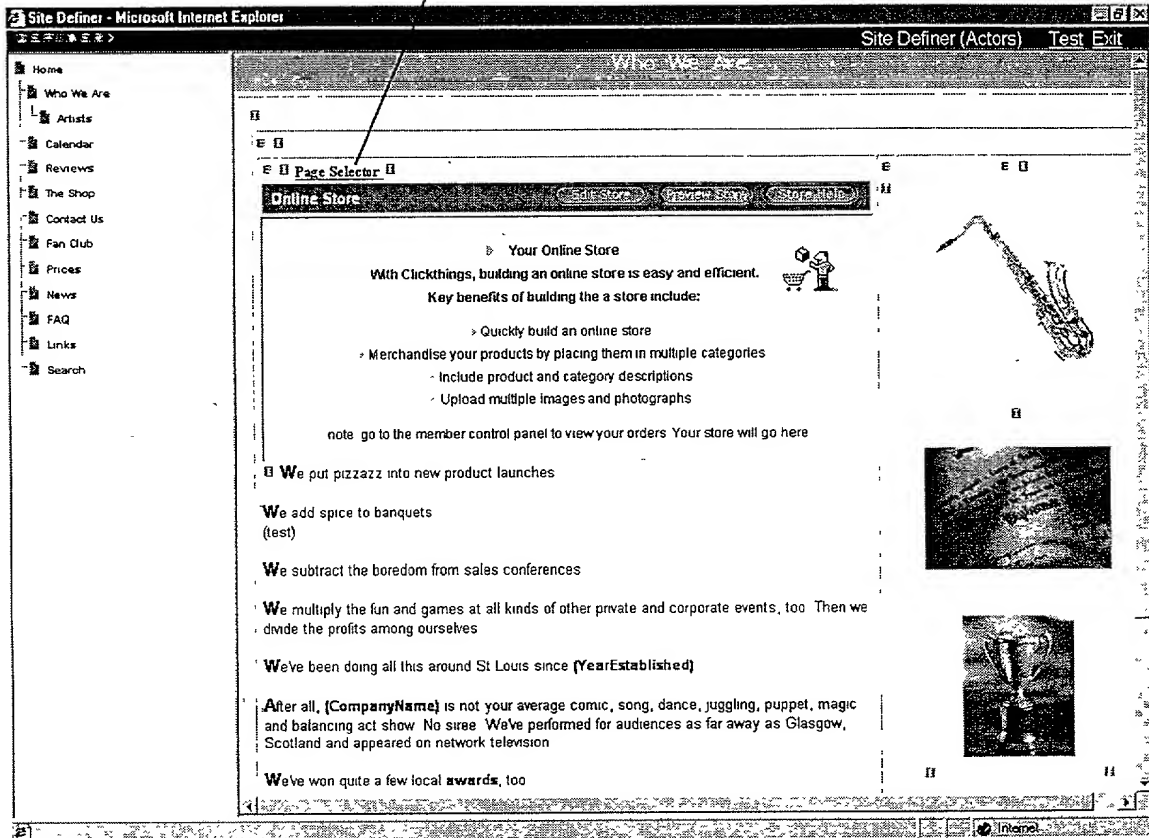 Site Definer - Microsoft Internet Explorer
Site Definer (Actors) Test Exit
Home
Who We Are
Artists
Calendar
Reviews
The Shop
Contact Us
Fan Club
Prices
News
FAQ
Links
Search
Who We Are
Page Selector
Online Store
Edit Store
Preview Store
Store Help
Your Online Store
With Clickthings, building an online store is easy and efficient.
Key benefits of building the a store include:
Quickly build an online store
Merchandise your products by placing them in multiple categories
Include product and category descriptions
Upload multiple images and photographs
note go to the member control panel to view your orders Your store will go here
We put pizzazz into new product launches
We add spice to banquets
(test)
We subtract the boredom from sales conferences
We multiply the fun and games at all kinds of other private and corporate events, too Then we
divide the profits among ourselves
We've been doing all this around St Louis since {YearEstablished}
After all, {CompanyName} is not your average comic, song, dance, juggling, puppet, magic
and balancing act show No siree We've performed for audiences as far away as Glasgow,
Scotland and appeared on network television
We've won quite a few local awards, too
Internet